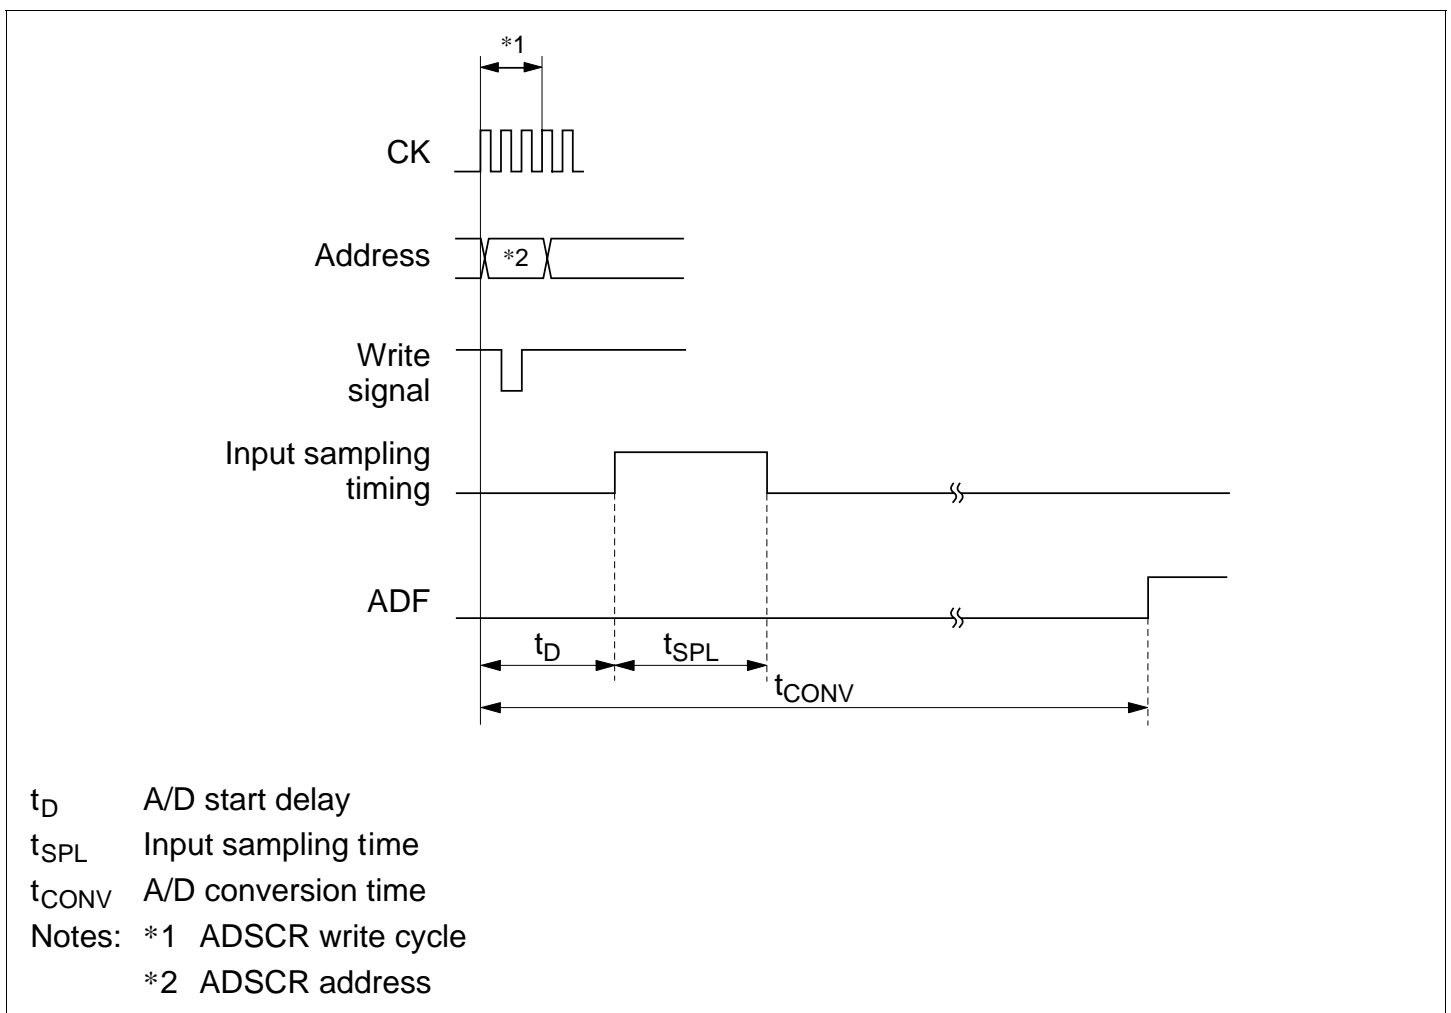 *1
CK
Address
*2
Write
signal
Input sampling
timing
ADF
tD
tSPL
tCONV
tD A/D start delay
tSPL Input sampling time
tCONV A/D conversion time
Notes: *1 ADSCR write cycle
*2 ADSCR address